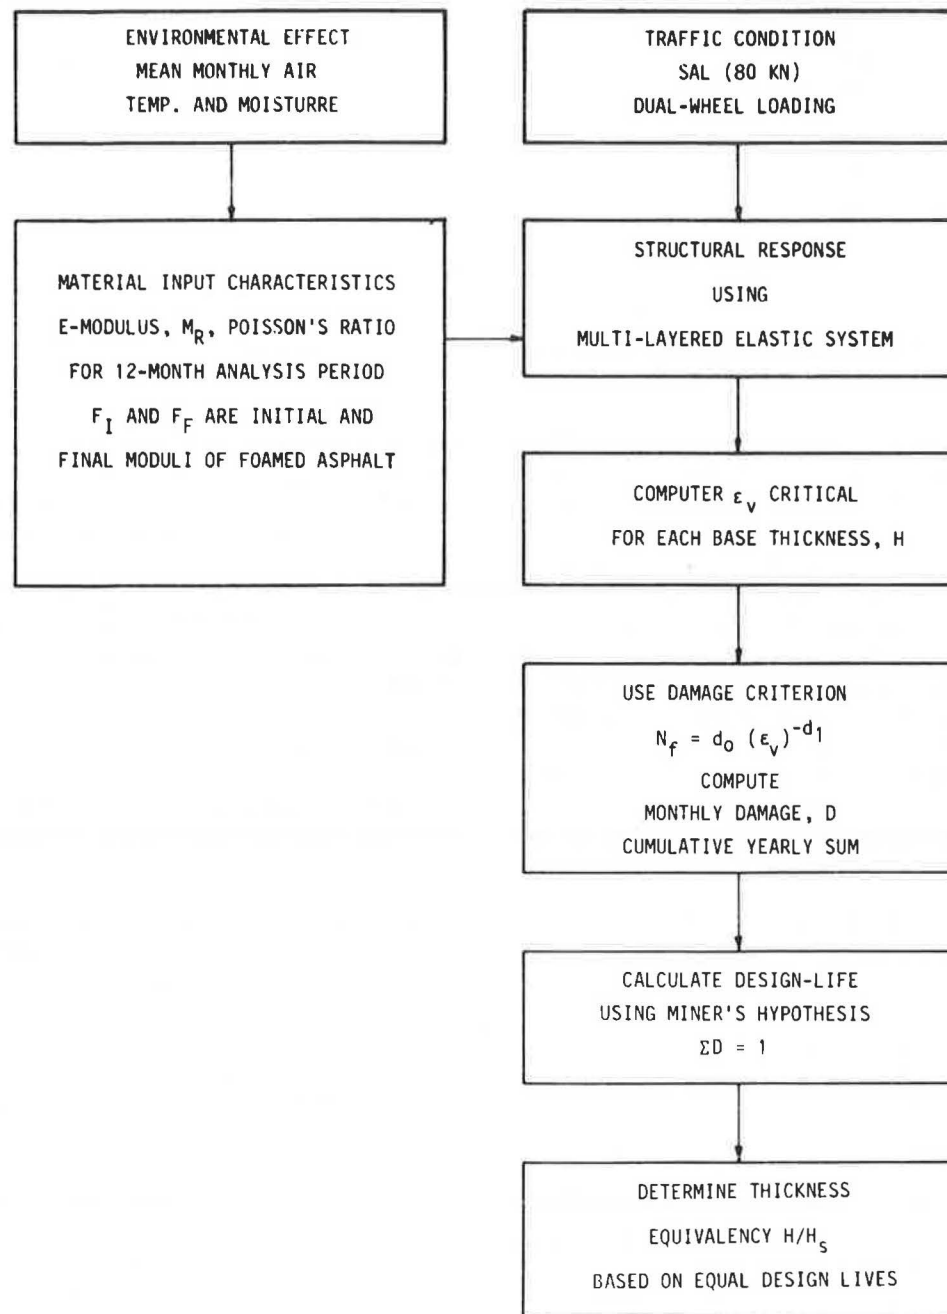 ENVIRONMENTAL EFFECT
MEAN MONTHLY AIR
TEMP. AND MOISTURRE
TRAFFIC CONDITION
SAL (80 KN)
DUAL-WHEEL LOADING
MATERIAL INPUT CHARACTERISTICS
E-MODULUS, M_R, POISSON'S RATIO
FOR 12-MONTH ANALYSIS PERIOD
F_I AND F_F ARE INITIAL AND
FINAL MODULI OF FOAMED ASPHALT
STRUCTURAL RESPONSE
USING
MULTI-LAYERED ELASTIC SYSTEM
COMPUTER ε_v CRITICAL
FOR EACH BASE THICKNESS, H
USE DAMAGE CRITERION
N_f = d_o (ε_v)^-d1
COMPUTE
MONTHLY DAMAGE, D
CUMULATIVE YEARLY SUM
CALCULATE DESIGN-LIFE
USING MINER'S HYPOTHESIS
ΣD = 1
DETERMINE THICKNESS
EQUIVALENCY H/H_S
BASED ON EQUAL DESIGN LIVES